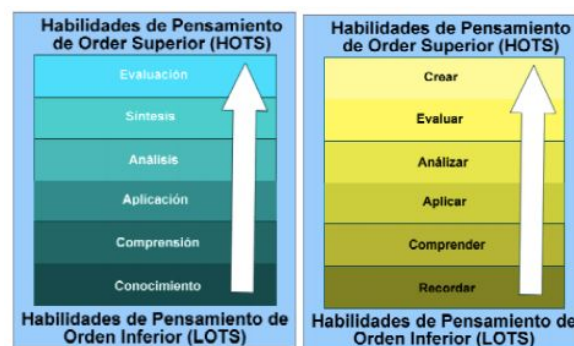 Habilidades de Pensamiento
de Order Superior (HOTS)
Evaluación
Síntesis
Análisis
Aplicación
Comprensión
Conocimiento
Habilidades de Pensamiento de
Orden Inferior (LOTS)
Habilidades de Pensamiento
de Order Superior (HOTS)
Crear
Evaluar
Análizar
Aplicar
Comprender
Recordar
Habilidades de Pensamiento de
Orden Inferior (LOTS)